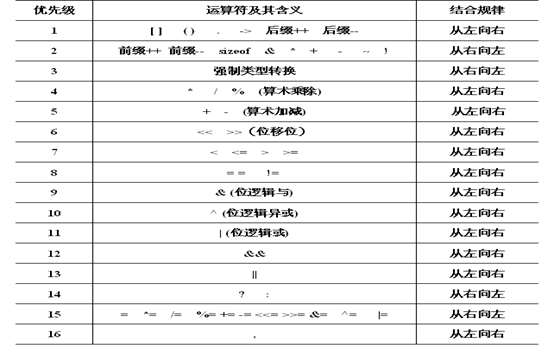 优先级 运算符及其含义 结合规律
1 [ ] ( ) . -> 后缀++ 后缀-- 从左向右
2 前缀++ 前缀-- sizeof & * + - ~ ! 从右向左
3 强制类型转换 从右向左
4 * / % (算术乘除) 从左向右
5 + - (算术加减) 从左向右
6 << >> (位移位) 从左向右
7 < <= > >= 从左向右
8 == != 从左向右
9 & (位逻辑与) 从左向右
10 ^ (位逻辑异或) 从左向右
11 | (位逻辑或) 从左向右
12 && 从左向右
13 || 从左向右
14 ? : 从右向左
15 = *= /= %= += -= <<= >>= &= ^= |= 从右向左
16 , 从左向右